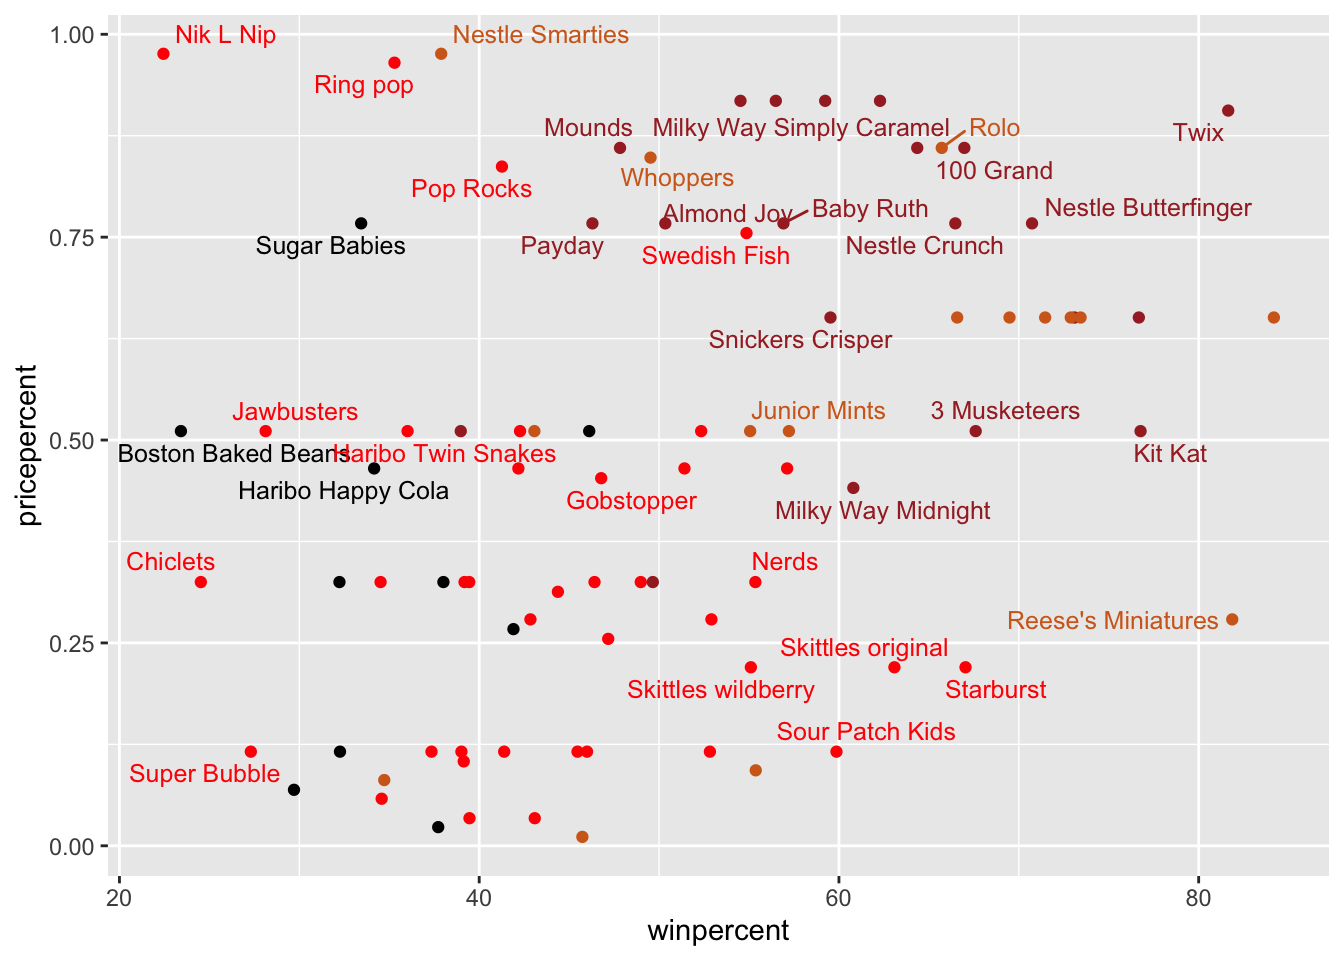 1.00
Nik L Nip
Nestle Smarties
Ring pop
Mounds
Milky Way Simply Caramel
Rolo
Twix
Whoppers
100 Grand
Pop Rocks
Almond Joy
Baby Ruth
Nestle Butterfinger
0.75
Sugar Babies
Payday
Swedish Fish
Nestle Crunch
Snickers Crisper
pricepercent
Jawbusters
Junior Mints
3 Musketeers
0.50
Boston Baked Beans
Haribo Twin Snakes
Kit Kat
Haribo Happy Cola
Gobstopper
Milky Way Midnight
Chiclets
Nerds
Reese's Miniatures
0.25
Skittles original
Skittles wildberry
Starburst
Sour Patch Kids
Super Bubble
0.00
20
40
60
80
winpercent